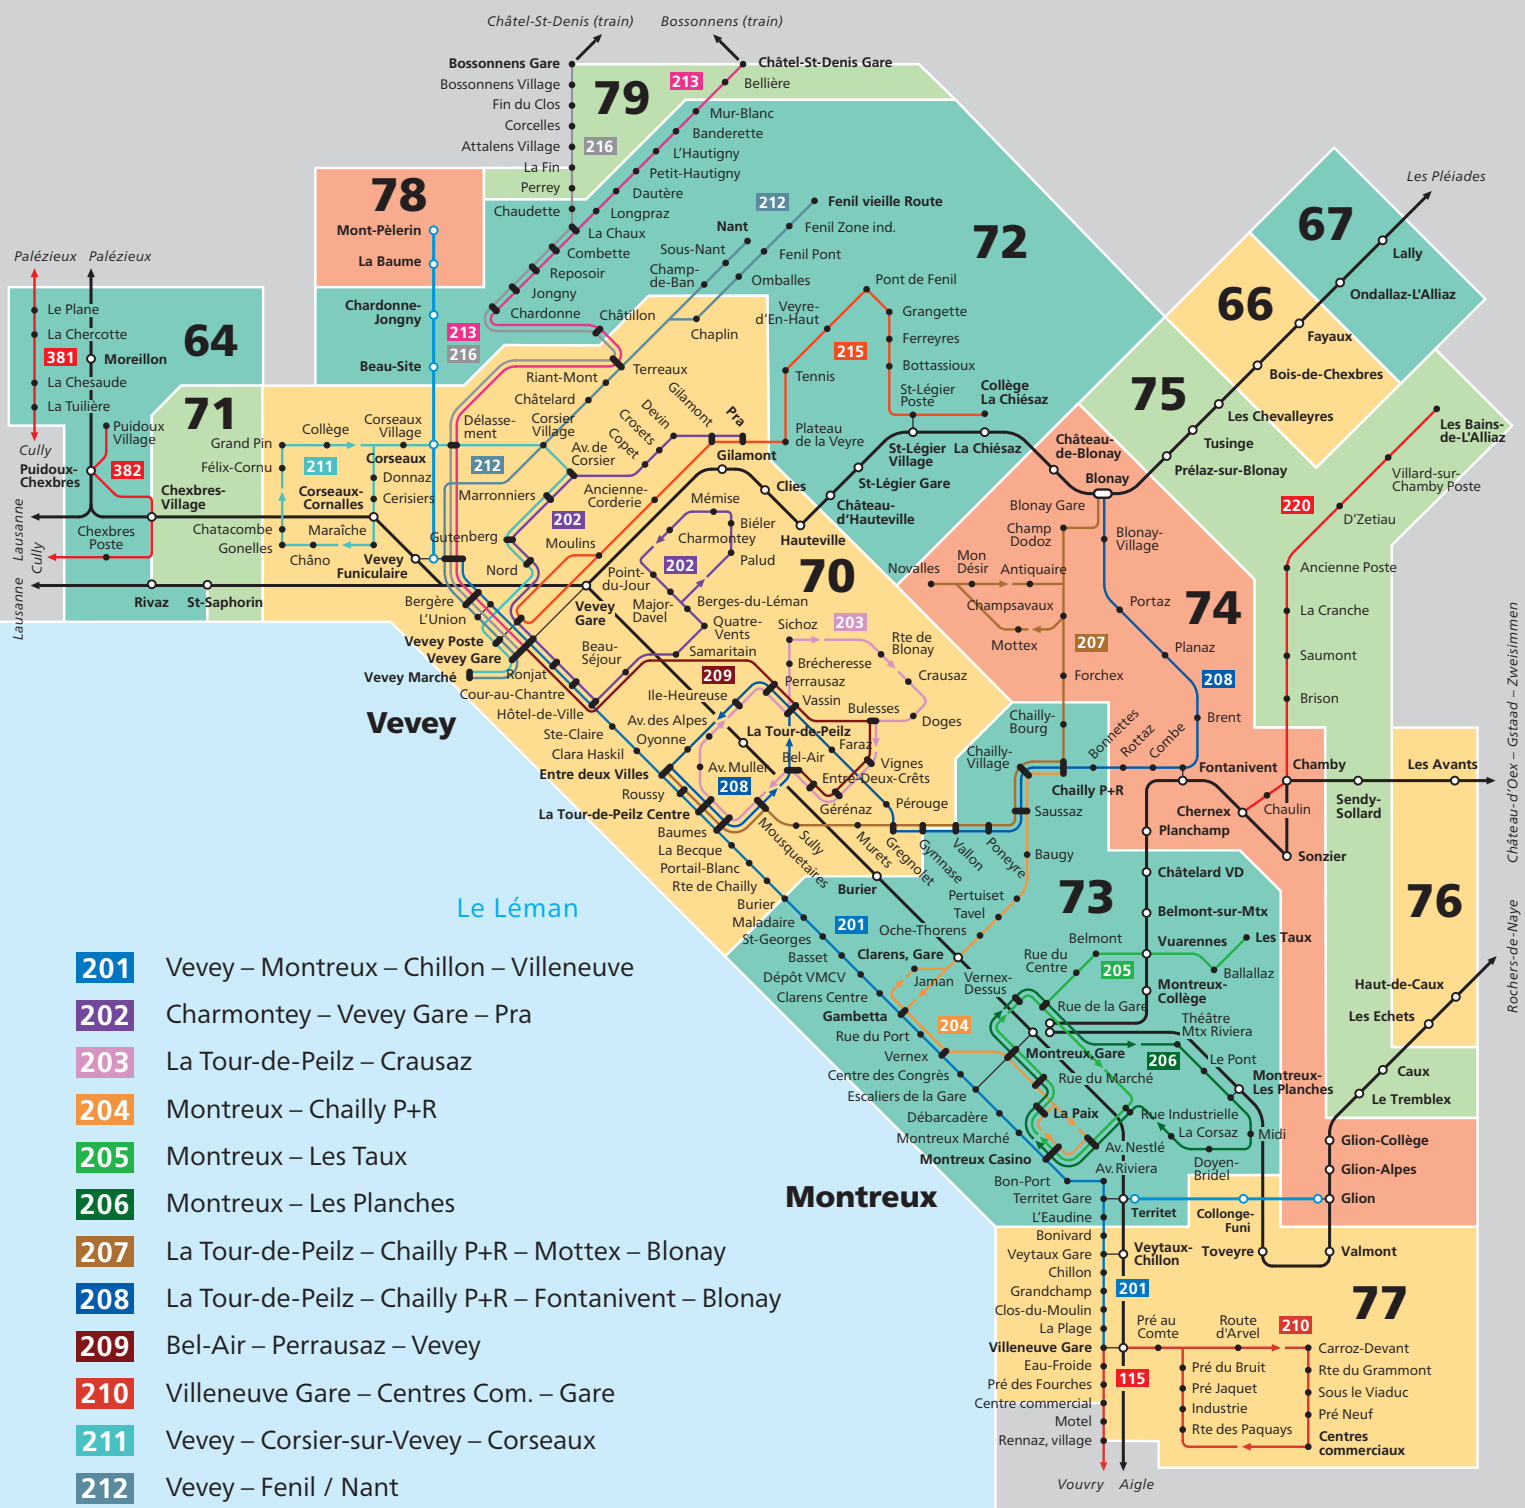 Châtel-St-Denis (train)
Bossonnens (train)
Bossonnens Gare
Bossonnens Village
Fin du Clos
Corcelles
Attalens Village
La Fin
Perrey
Chaudette
79
213
216
Châtel-St-Denis Gare
Bellière
Mur-Blanc
Banderette
L'Hautigny
Petit-Hautigny
Dautère
Longpraz
La Chaux
Combette
Reposoir
Jongny
Chardonne
Châtillon
78
Mont-Pèlerin
La Baume
Chardonne-
Jongny
Beau-Site
213
216
212
Fenil vieille Route
Fenil Zone ind.
Fenil Pont
Omballes
Nant
Sous-Nant
Champ-
de-Ban
Chaplin
72
Pont de Fenil
Veyre-
d'En-Haut
Grangette
Ferreyres
Bottassioux
215
Tennis
St-Légier
Poste
Collège
La Chiésaz
Plateau
de la Veyre
St-Légier
Village
La Chiésaz
St-Légier Gare
Château-
d'Hauteville
Hauteville
Clies
Gilamont
Les Pléiades
67
Lally
Ondallaz-L'Alliaz
66
Fayaux
Bois-de-Chexbres
75
Les Chevalleyres
Tusinge
Prélaz-sur-Blonay
Château-
de-Blonay
Blonay
Les Bains-
de-L'Alliaz
Villard-sur-
Chamby Poste
220
D'Zetiau
Ancienne Poste
La Cranche
Saumont
Brison
Palézieux
Palézieux
Le Plane
La Chercotte
381
64
Moreillon
La Chesaude
La Tuilière
Cully
71
Puidoux
Village
Puidoux-
Chexbres
382
Chexbres-
Village
Chexbres
Poste
Lausanne
Cully
Lausanne
Rivaz
St-Saphorin
Grand Pin
Collège
Corseaux
Village
Félix-Cornu
211
Corseaux
Donnaz
Corseaux-
Cornalles
Cerisiers
Chatacombe
Maraîche
Gonelles
Châno
Vevey
Funiculaire
Délasse-
ment
212
Riant-Mont
Châtelard
Corsier
Village
Terreaux
Av. de
Corsier
Copet
Crosets
Devin
Gilamont
Pra
Marronniers
202
Ancienne-
Corderie
Gutenberg
Moulins
Nord
Bergère
L'Union
Vevey Poste
Vevey Gare
Vevey Marché
Vevey
Gare
Point-
du-Jour
Mémise
Biéler
Charmontey
Palud
202
Major-
Davel
Berges-du-Léman
Quatre-
Vents
Samaritain
70
203
Sichoz
Rte de
Blonay
Crausaz
Doges
Brécheresse
Perrausaz
Vassin
Bulesses
Beau-
Séjour
209
Ronjat
Cour-au-Chantre
Hôtel-de-Ville
Ste-Claire
Clara Haskil
Ile-Heureuse
Av. des Alpes
Oyonne
La Tour-de-Peilz
Faraz
Vignes
Bel-Air
Entre-Deux-Crêts
Av. Muller
208
Gérénaz
Pérouge
Entre deux Villes
Roussy
La Tour-de-Peilz Centre
Baumes
La Becque
Portail-Blanc
Rte de Chailly
Burier
Maladaire
St-Georges
Basset
Dépôt VMCV
Clarens Centre
Gambetta
Rue du Port
Vernex
Centre des Congrès
Escaliers de la Gare
Débarcadère
Montreux Marché
Montreux Casino
Bon-Port
Mousquetaires
Sully
Murets
Gregnolet
Gymnase
Vallon
Poneyre
Burier
201
Vevey
Blonay Gare
Champ
Dodoz
Blonay-
Village
Novalles
Mon
Désir
Antiquaire
Champsavaux
Mottex
207
Portaz
74
Planaz
208
Forchex
Brent
Chailly-
Bourg
Chailly-
Village
Bonnettes
Rottaz
Combe
Chailly P+R
Fontanivent
Chamby
Les Avants
Sendy-
Sollard
Chaulin
Chernex
Sonzier
Planchamp
Saussaz
Baugy
73
Châtelard VD
Belmont-sur-Mtx
Vuarennes
Les Taux
Ballallaz
Belmont
205
Rue du
Centre
Montreux-
Collège
Pertuiset
Tavel
Oche-Thorens
Clarens, Gare
Jaman
Vernex-
Dessus
204
Rue de la Gare
Théâtre
Mtx Riviera
206
Le Pont
Montreux-
Les Planches
Montreux,Gare
Rue du Marché
La Paix
Rue Industrielle
La Corsaz
Midi
Av. Nestlé
Av. Riviera
Doyen-
Bridel
76
Château-d'Oex – Gstaad – Zweisimmen
Rochers-de-Naye
Haut-de-Caux
Les Echets
Caux
Le Tremblex
Glion-Collège
Glion-Alpes
Glion
Collonge-
Funi
Territet
Territet Gare
L'Eaudine
Bonivard
Veytaux Gare
Veytaux-
Chillon
Toveyre
Valmont
Chillon
Grandchamp
201
Clos-du-Moulin
La Plage
Villeneuve Gare
Eau-Froide
Pré des Fourches
115
Centre commercial
Motel
Rennaz, village
Vouvry
Aigle
77
Pré au
Comte
Route
d'Arvel
210
Carroz-Devant
Pré du Bruit
Rte du Grammont
Pré Jaquet
Sous le Viaduc
Industrie
Pré Neuf
Rte des Paquays
Centres
commerciaux
Montreux
Le Léman
201 Vevey – Montreux – Chillon – Villeneuve
202 Charmontey – Vevey Gare – Pra
203 La Tour-de-Peilz – Crausaz
204 Montreux – Chailly P+R
205 Montreux – Les Taux
206 Montreux – Les Planches
207 La Tour-de-Peilz – Chailly P+R – Mottex – Blonay
208 La Tour-de-Peilz – Chailly P+R – Fontanivent – Blonay
209 Bel-Air – Perrausaz – Vevey
210 Villeneuve Gare – Centres Com. – Gare
211 Vevey – Corsier-sur-Vevey – Corseaux
212 Vevey – Fenil / Nant